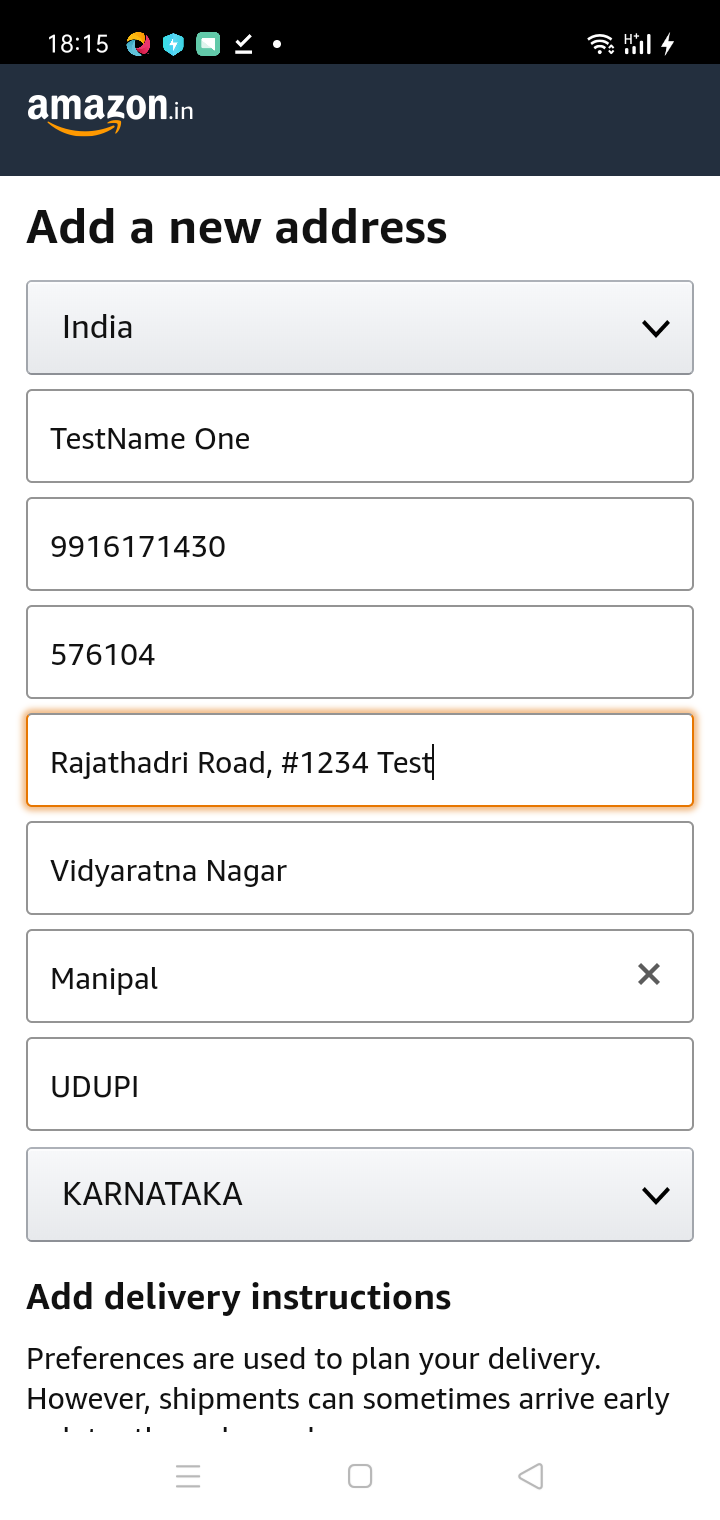 18:15
amazon.in
Add a new address
India
TestName One
9916171430
576104
Rajathadri Road, #1234 Test
Vidyaratna Nagar
Manipal
UDUPI
KARNATAKA
Add delivery instructions
Preferences are used to plan your delivery.
However, shipments can sometimes arrive early